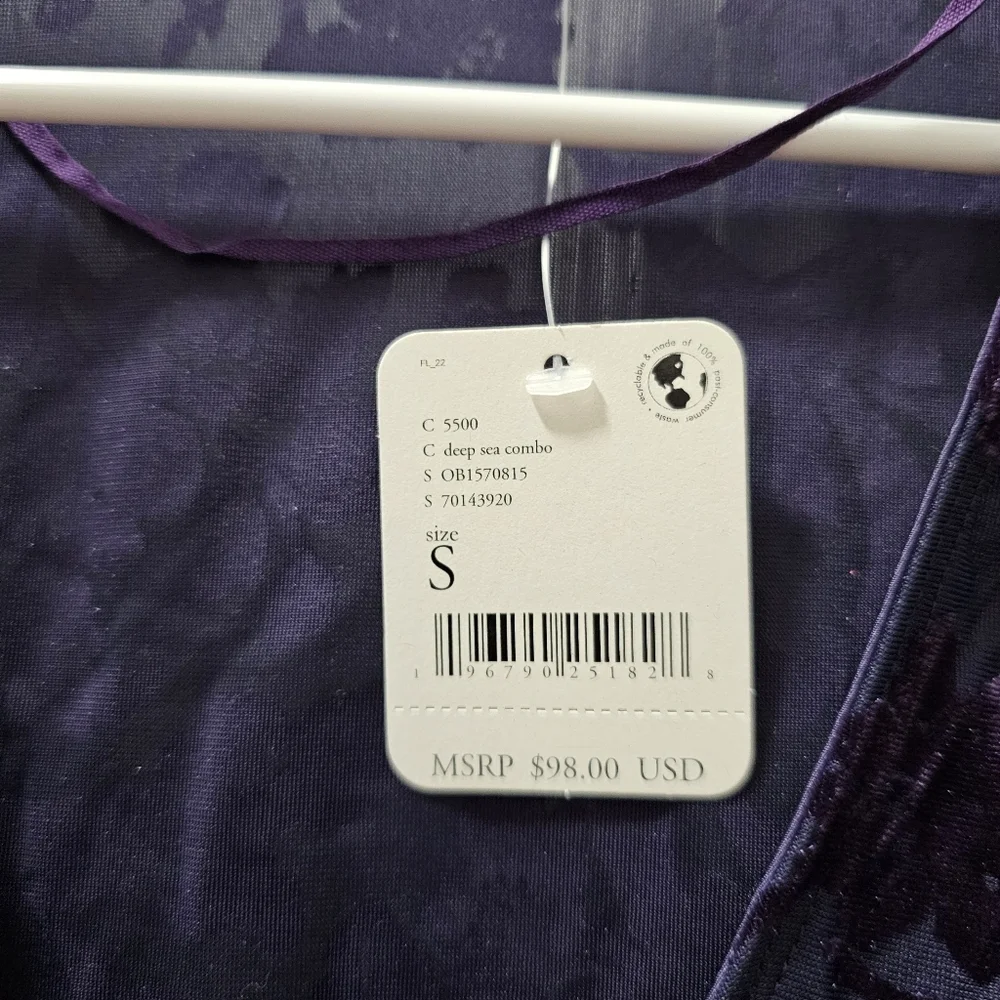 FL_22
recyclable & made of 100% post-consumer waste •
C 5500
C deep sea combo
S OB1570815
S 70143920
size
S
1 96790 25182 8
MSRP $98.00 USD